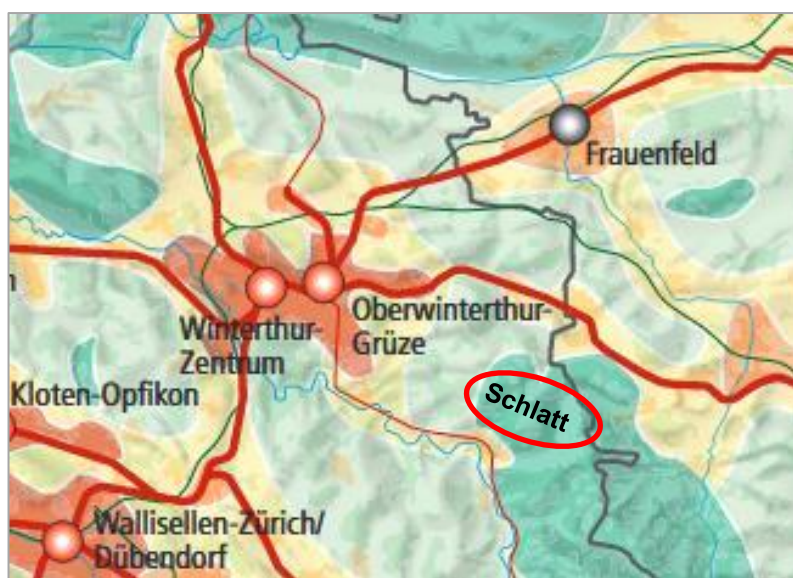 Frauenfeld
Oberwinterthur-
Grüze
Winterthur-
Zentrum
Kloten-Opfikon
Schlatt
Wallisellen-Zürich/
Dübendorf